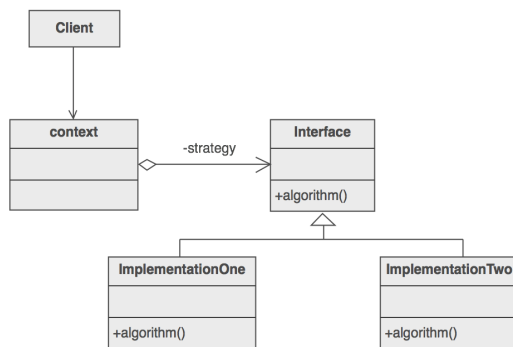 Client
context
-strategy
Interface
+algorithm()
ImplementationOne
+algorithm()
ImplementationTwo
+algorithm()